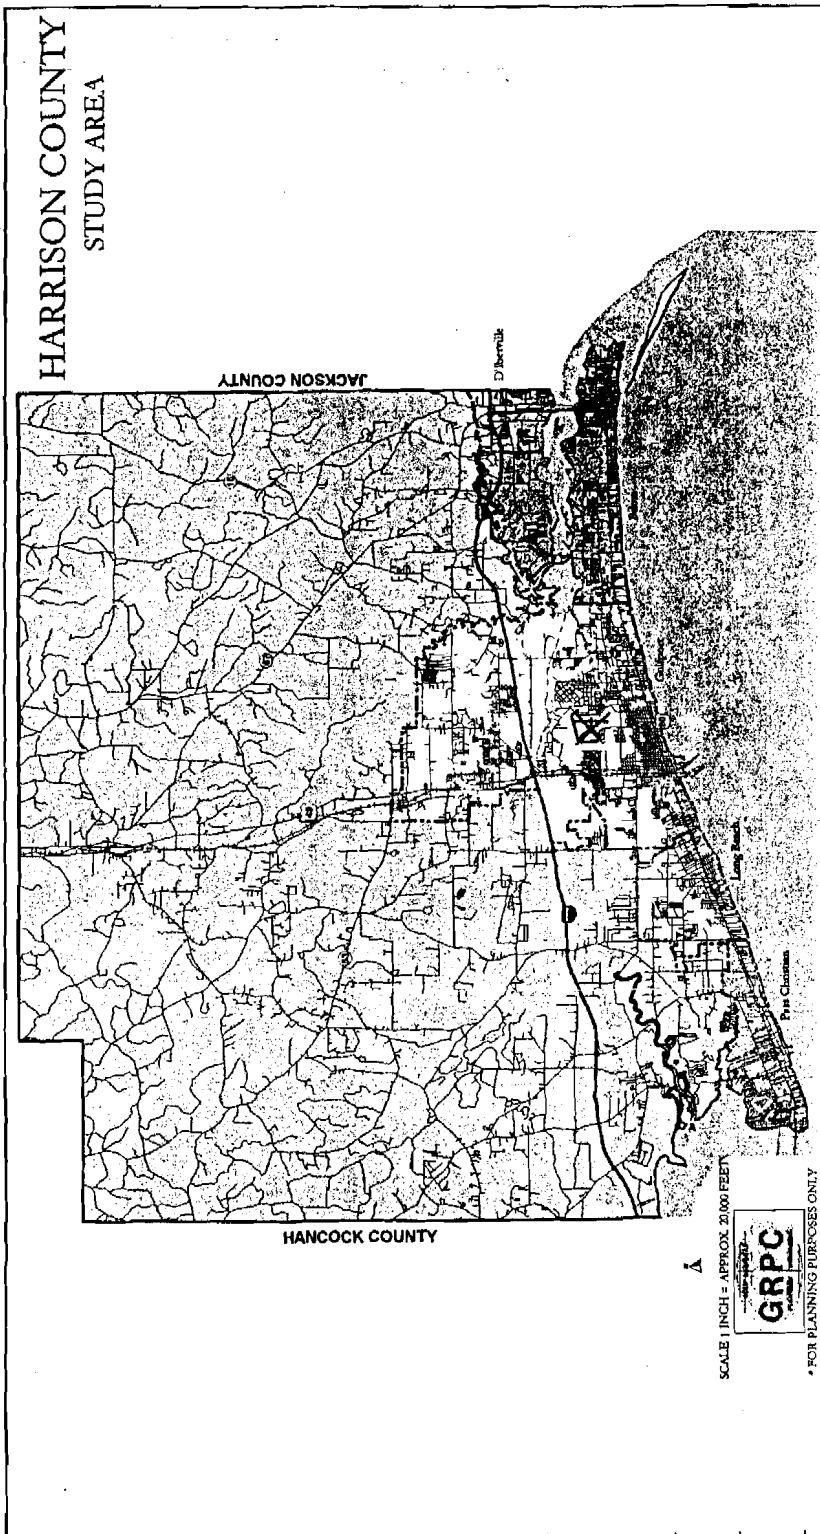 HARRISON COUNTY
STUDY AREA
JACKSON COUNTY
D'Iberville
Biloxi
Gulfport
Long Beach
Pass Christian
HANCOCK COUNTY
SCALE 1 INCH = APPROX. 20,000 FEET
GRPC
* FOR PLANNING PURPOSES ONLY